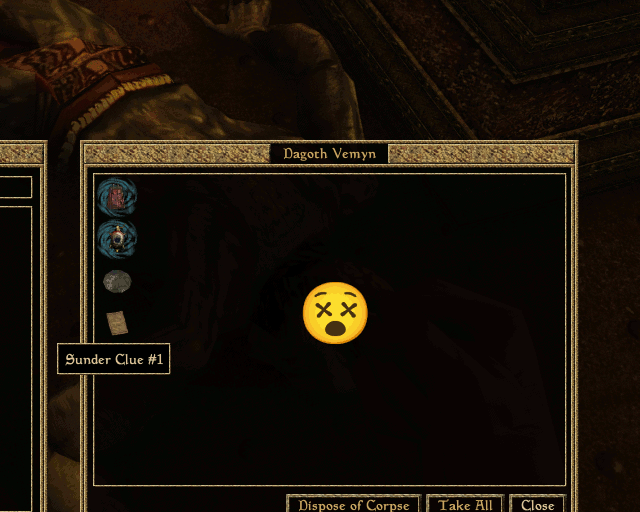 Dagoth Vemyn
Sunder Clue #1
Dispose of Corpse
Take All
Close